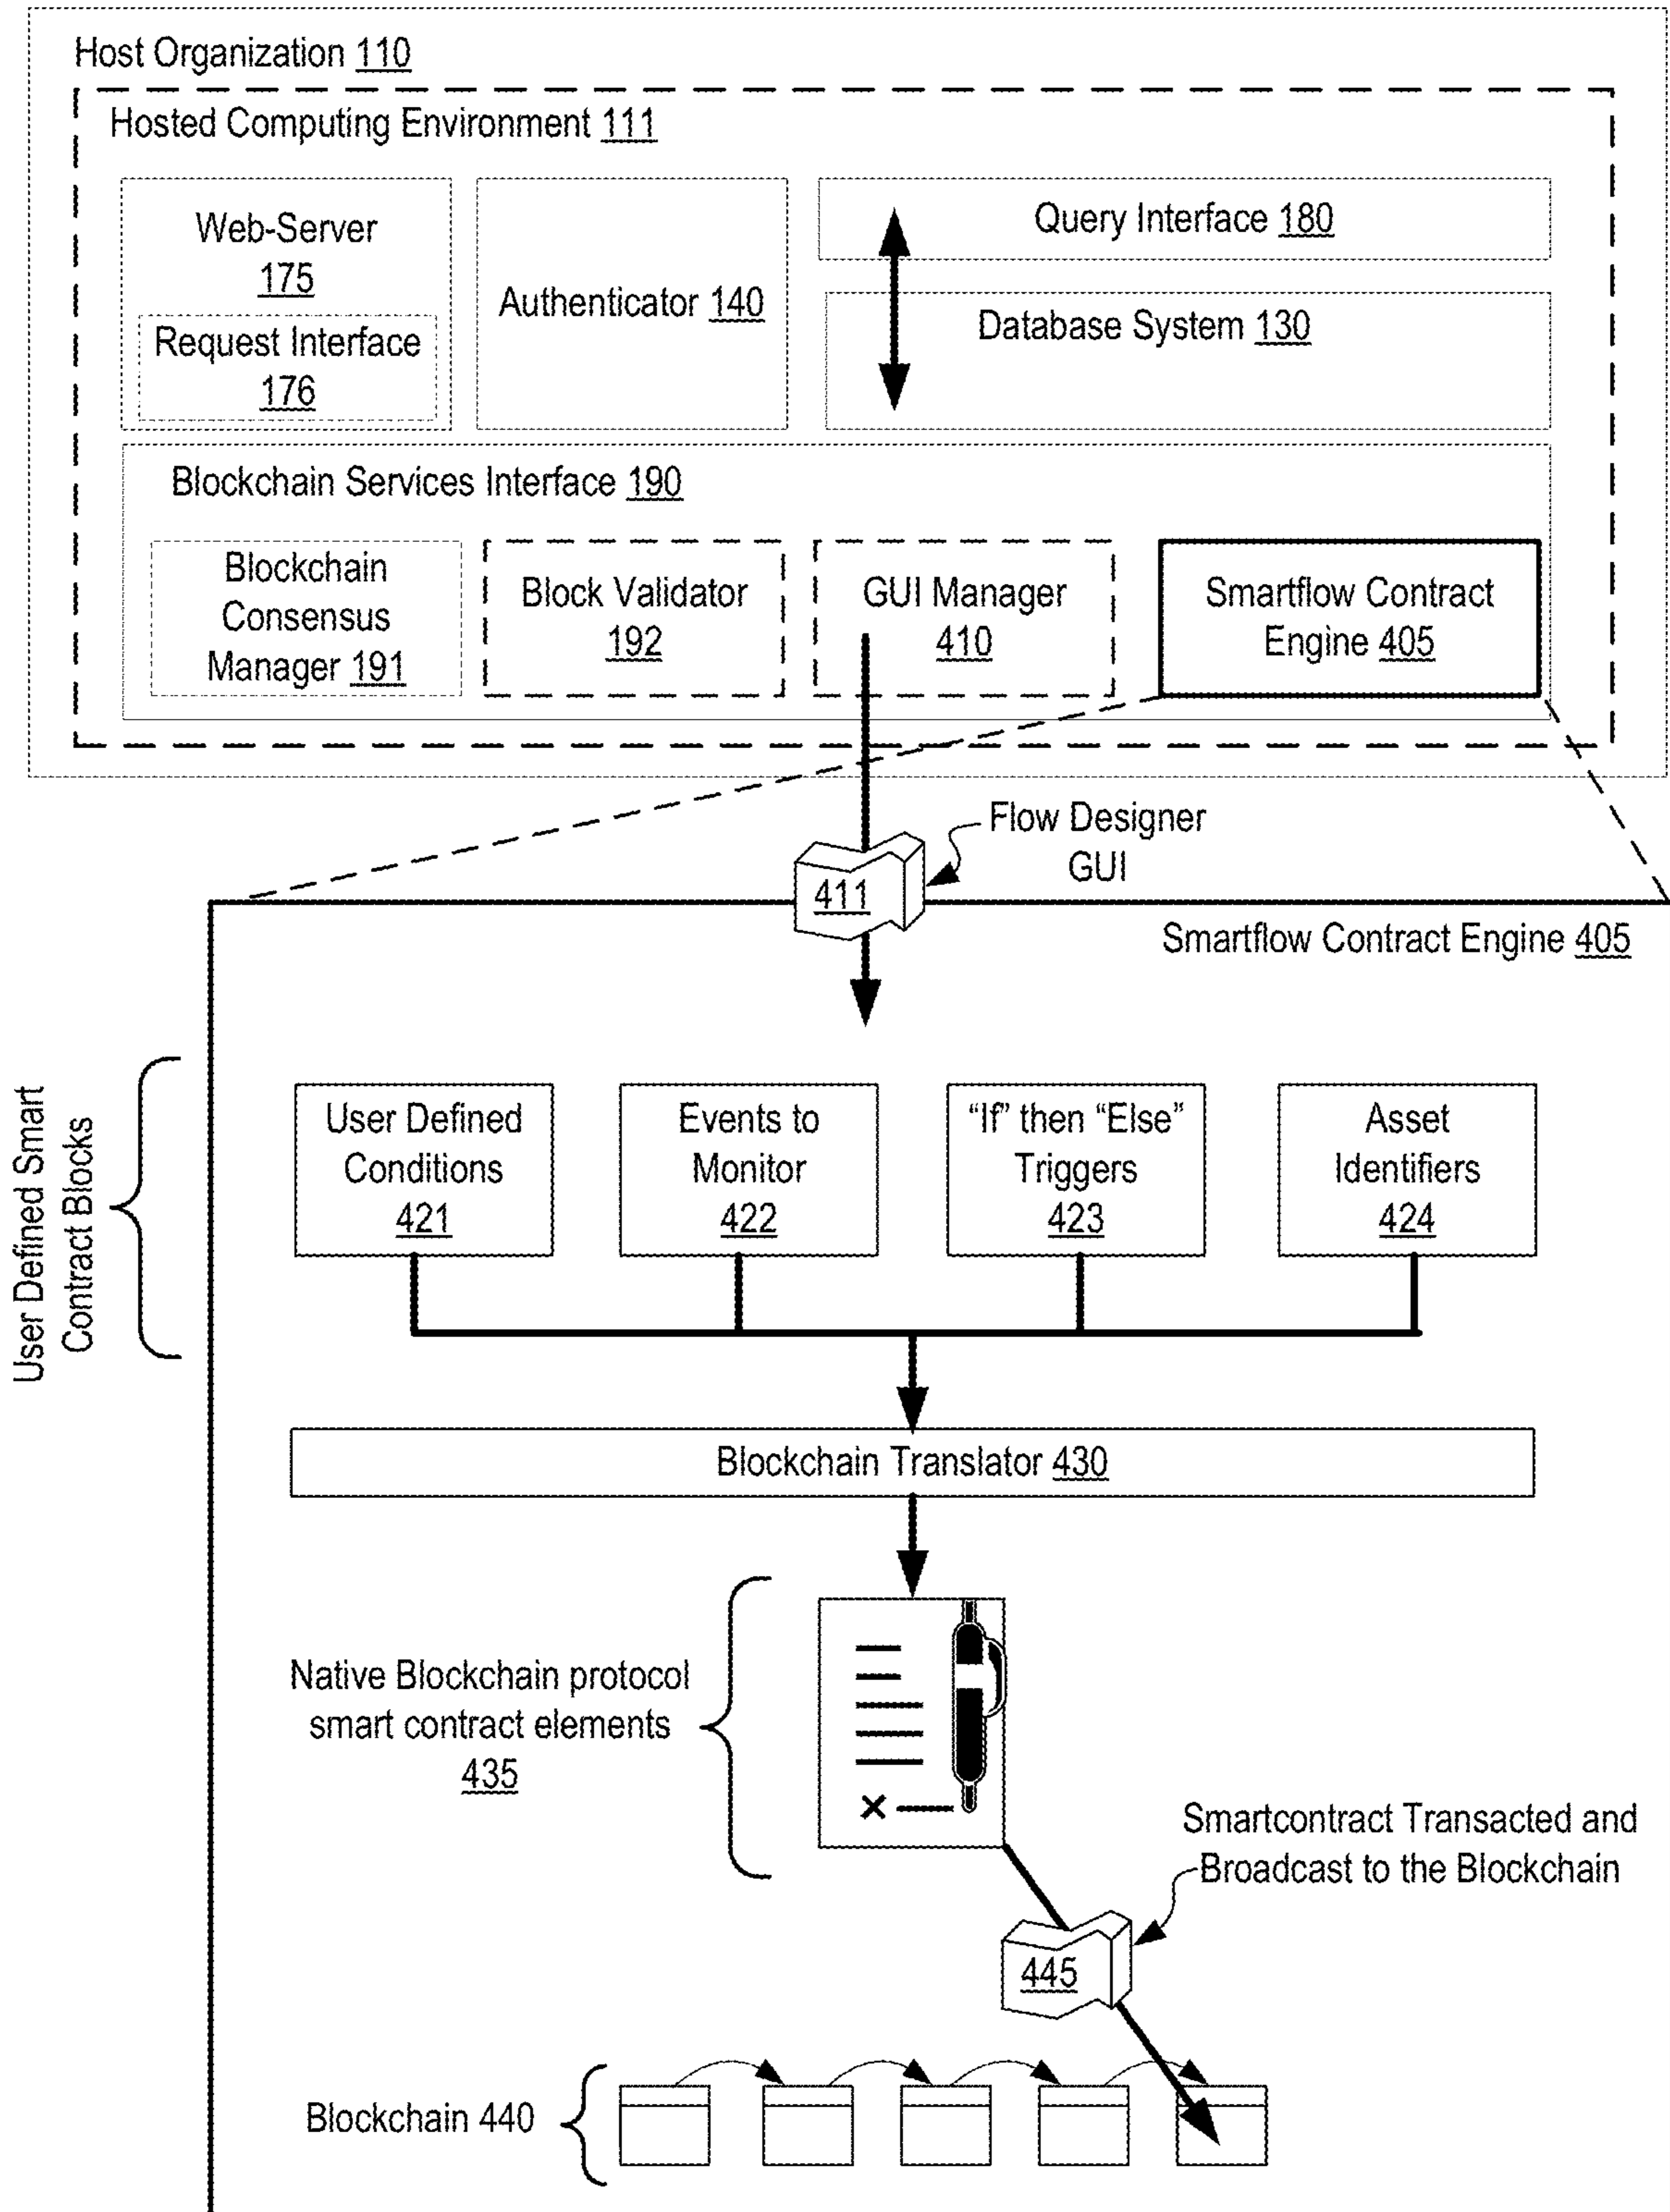 Host Organization 110
Hosted Computing Environment 111
Web-Server
175
Request Interface
176
Authenticator 140
Query Interface 180
Database System 130
Blockchain Services Interface 190
Blockchain
Consensus
Manager 191
Block Validator
192
GUI Manager
410
Smartflow Contract
Engine 405
Flow Designer
GUI
411
Smartflow Contract Engine 405
User Defined Smart
Contract Blocks
User Defined
Conditions
421
Events to
Monitor
422
“If” then “Else”
Triggers
423
Asset
Identifiers
424
Blockchain Translator 430
Native Blockchain protocol
smart contract elements
435
Smartcontract Transacted and
Broadcast to the Blockchain
445
Blockchain 440